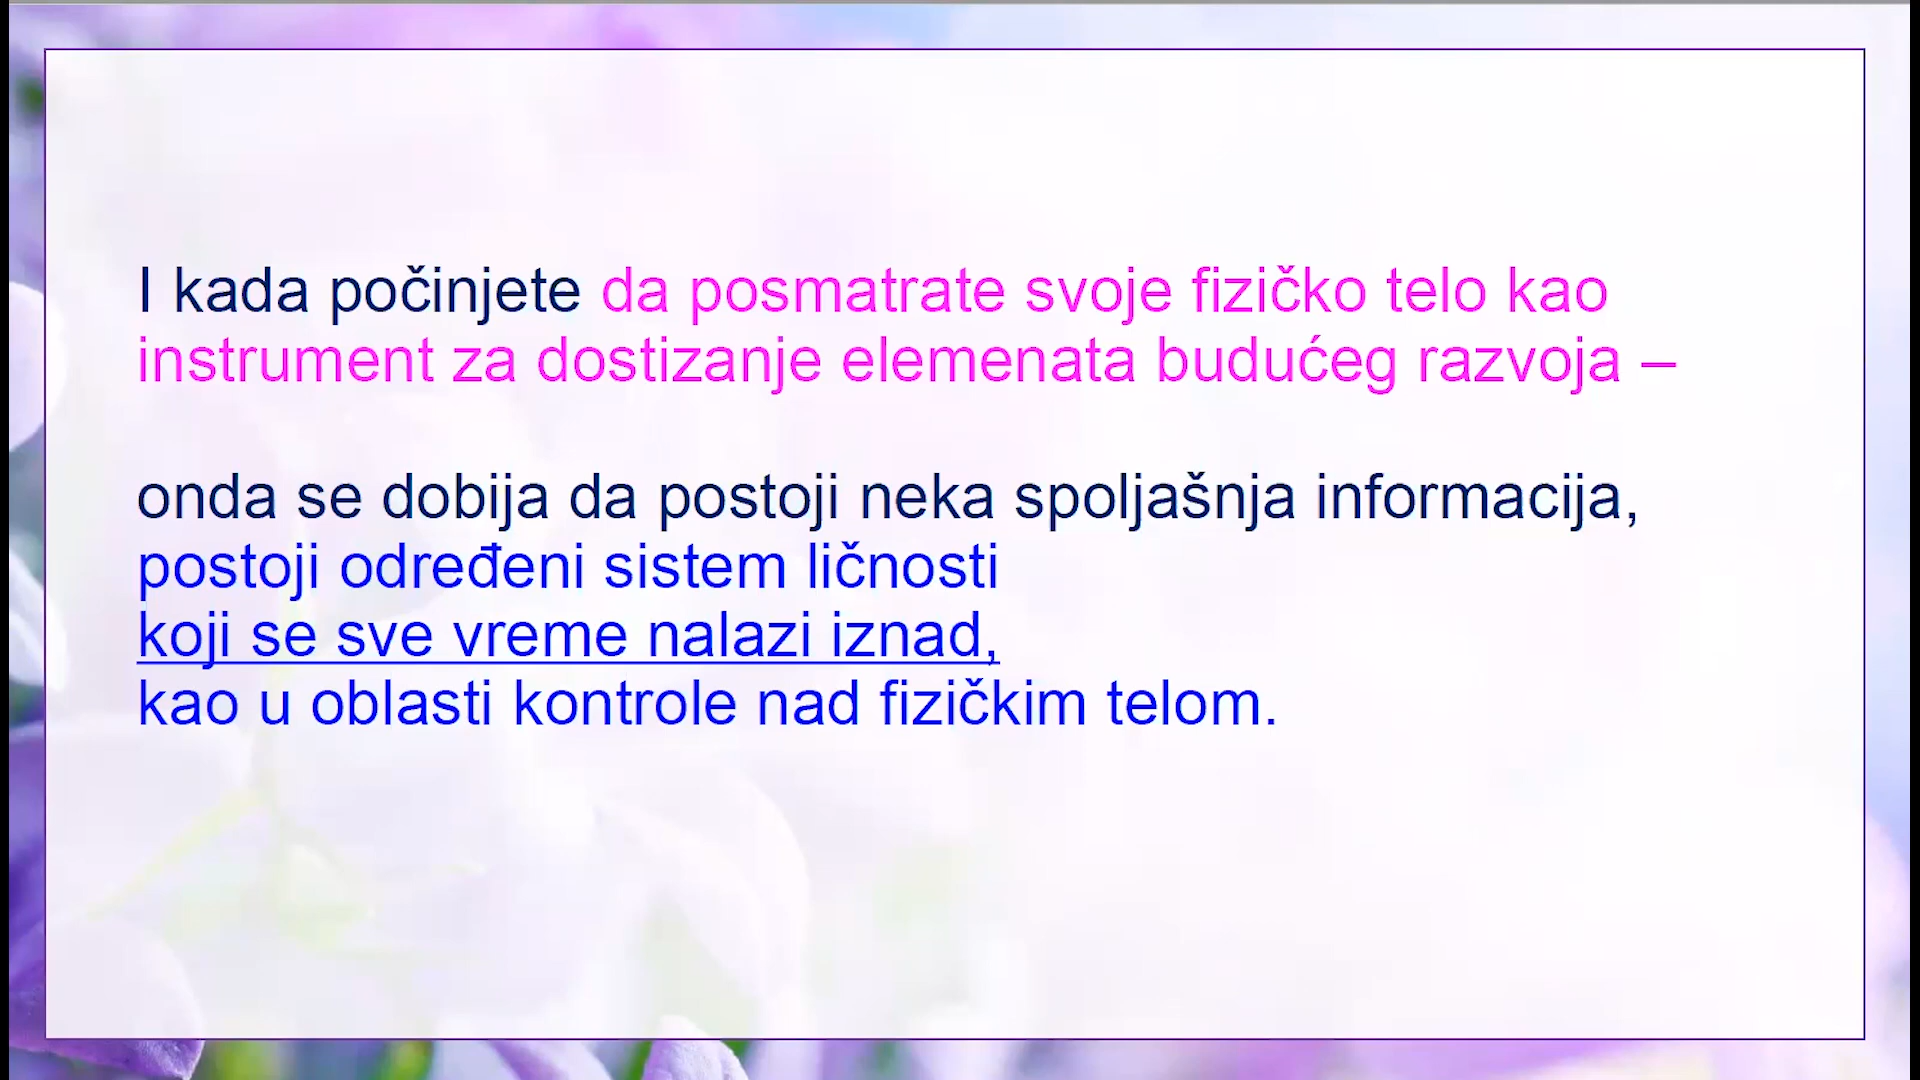 I kada počinjete da posmatrate svoje fizičko telo kao
instrument za dostizanje elemenata budućeg razvoja –
onda se dobija da postoji neka spoljašnja informacija,
postoji određeni sistem ličnosti
koji se sve vreme nalazi iznad,
kao u oblasti kontrole nad fizičkim telom.